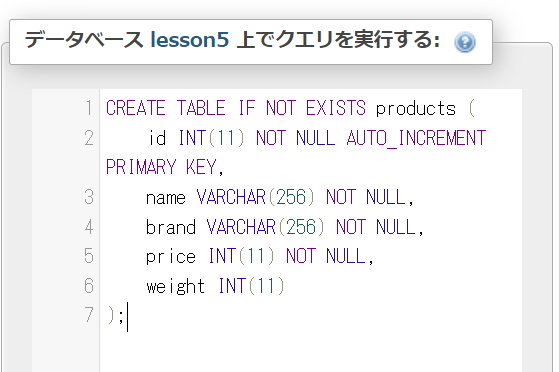 データベース lesson5 上でクエリを実行する:
1 CREATE TABLE IF NOT EXISTS products (
2 id INT(11) NOT NULL AUTO_INCREMENT
PRIMARY KEY,
3 name VARCHAR(256) NOT NULL,
4 brand VARCHAR(256) NOT NULL,
5 price INT(11) NOT NULL,
6 weight INT(11)
7 );